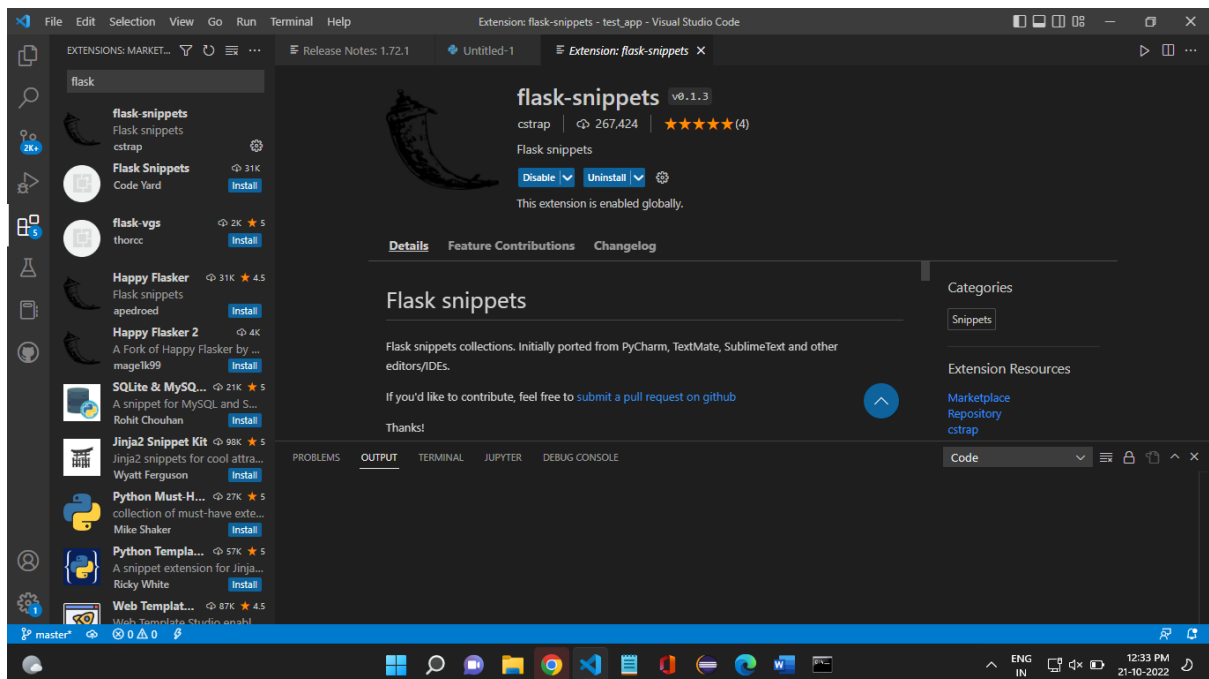 File Edit Selection View Go Run Terminal Help
Extension: flask-snippets - test_app - Visual Studio Code
EXTENSIONS: MARKET...
Release Notes: 1.72.1
Untitled-1
Extension: flask-snippets
flask
2K+
5
1
flask-snippets
Flask snippets
cstrap
Flask Snippets 31K
Code Yard Install
flask-vgs 2K ★ 5
thorcc Install
Happy Flasker 31K ★ 4.5
Flask snippets
apedroed Install
Happy Flasker 2 4K
A Fork of Happy Flasker by ...
mage1k99 Install
SQLite & MySQ... 21K ★ 5
A snippet for MySQL and S...
Rohit Chouhan Install
Jinja2 Snippet Kit 98K ★ 5
Jinja2 snippets for cool attra...
Wyatt Ferguson Install
Python Must-H... 27K ★ 5
collection of must-have exte...
Mike Shaker Install
Python Templa... 57K ★ 5
A snippet extension for Jinja...
Ricky White Install
Web Templat... 87K ★ 4.5
Web Template Studio enabl
flask-snippets v0.1.3
cstrap | 267,424 | ★★★★★(4)
Flask snippets
Disable Uninstall
This extension is enabled globally.
Details Feature Contributions Changelog
Flask snippets
Flask snippets collections. Initially ported from PyCharm, TextMate, SublimeText and other
editors/IDEs.
If you'd like to contribute, feel free to submit a pull request on github
Thanks!
Categories
Snippets
Extension Resources
Marketplace
Repository
cstrap
PROBLEMS OUTPUT TERMINAL JUPYTER DEBUG CONSOLE
Code
master* 0 0
ENG
IN
12:33 PM
21-10-2022